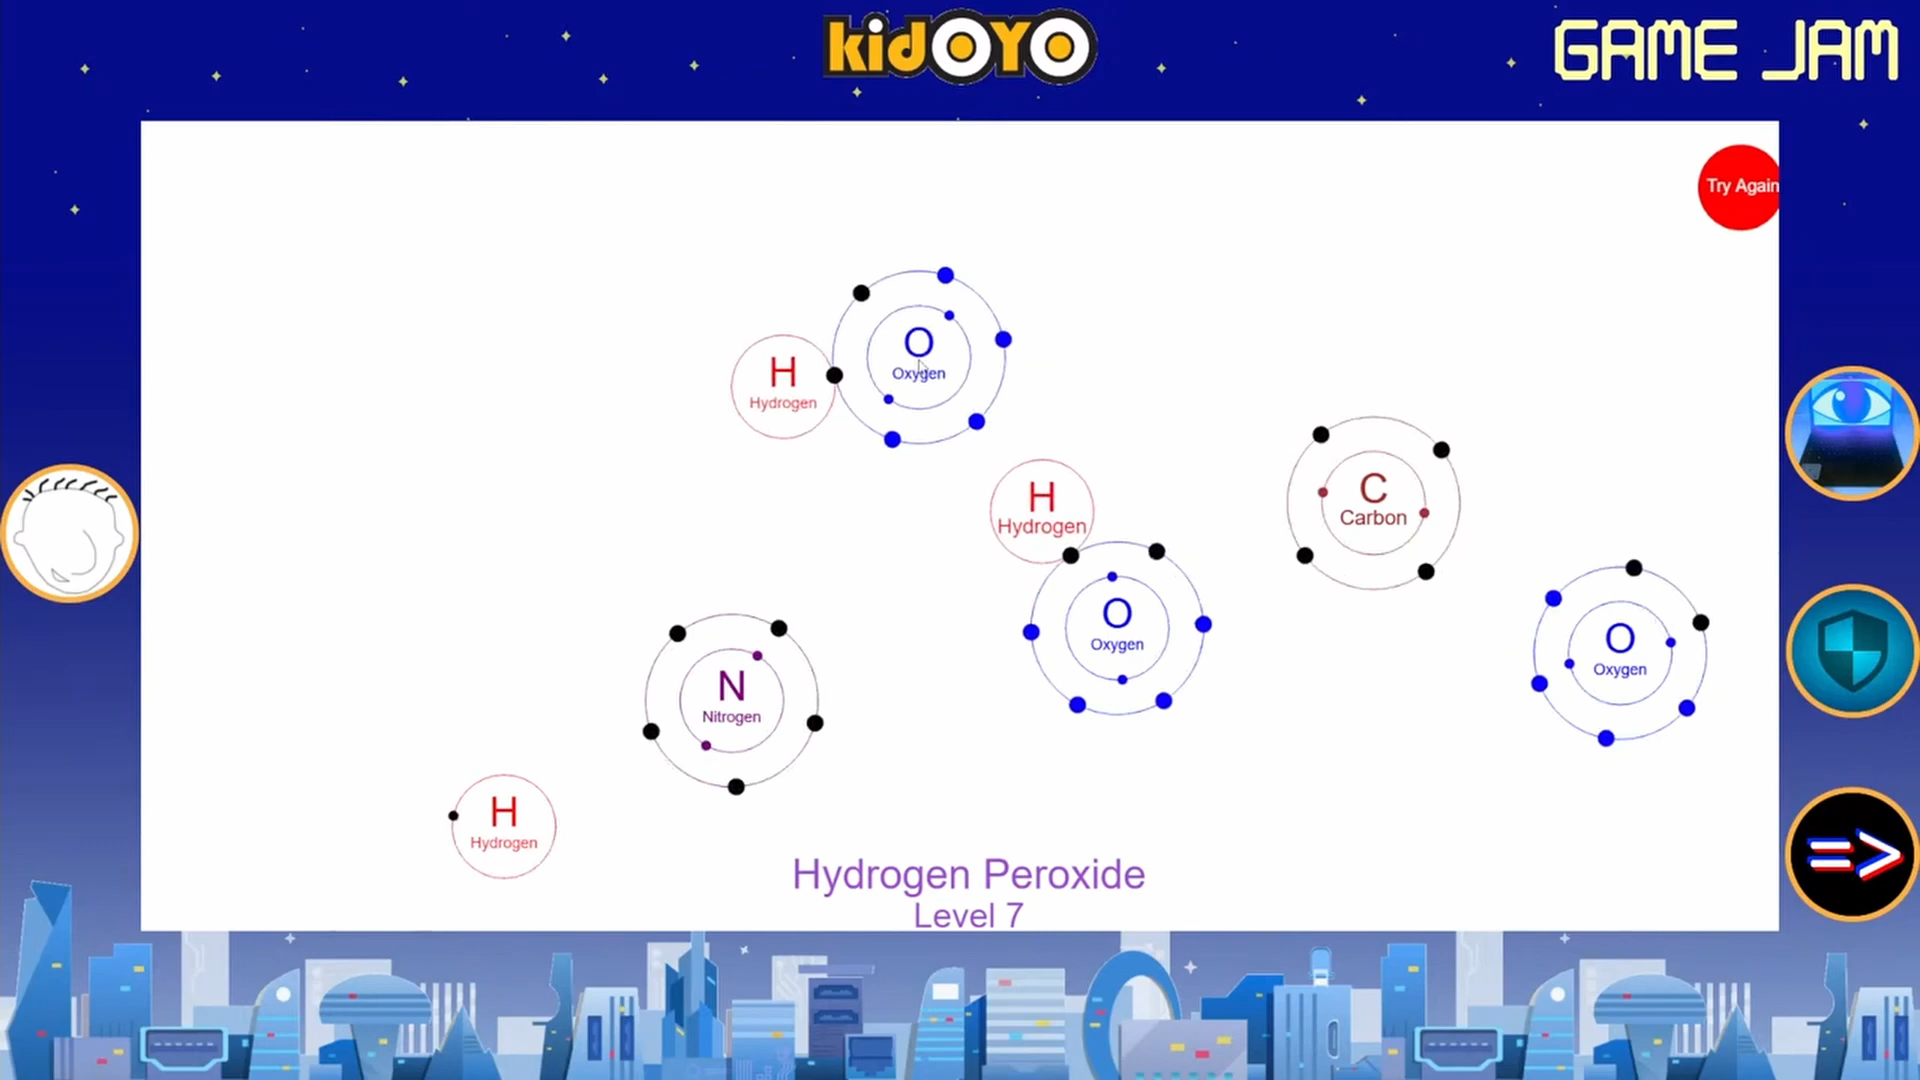 kidOYO
GAME JAM
Try Again
O
Oxygen
H
Hydrogen
H
Hydrogen
C
Carbon
O
Oxygen
O
Oxygen
N
Nitrogen
H
Hydrogen
=>
Hydrogen Peroxide
Level 7